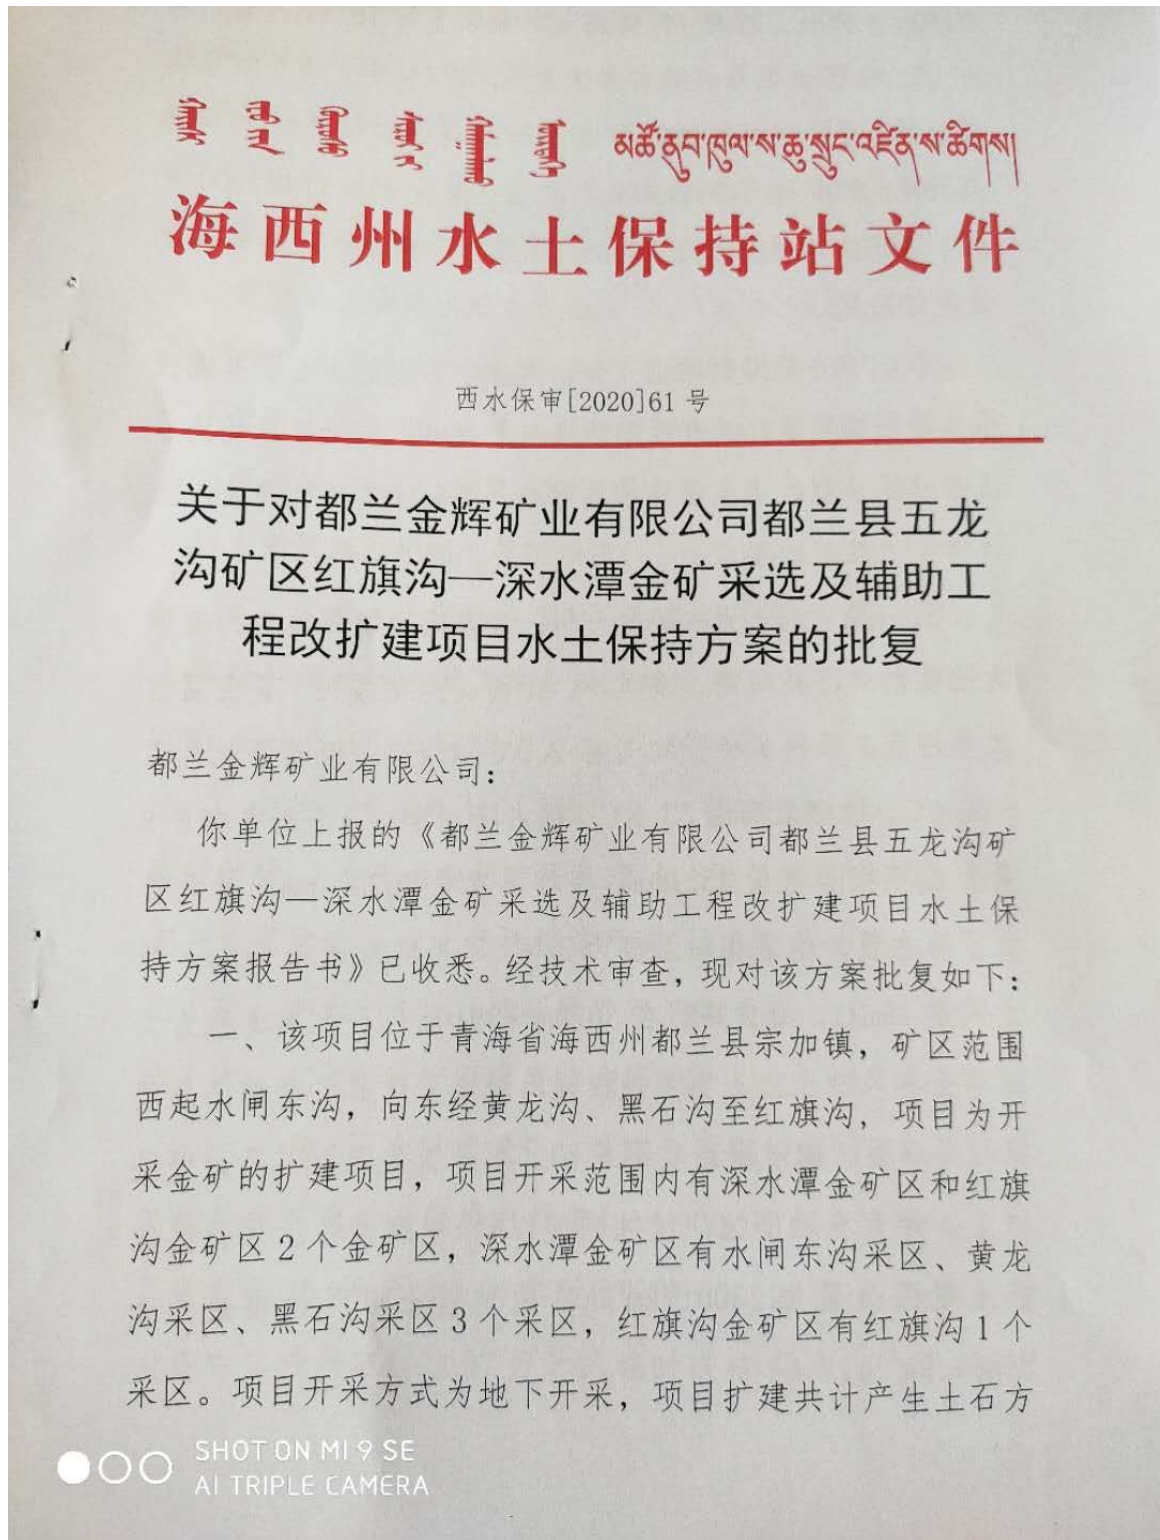 མཚོ་ནུབ་ཁུལ་ས་ཆུ་སྲུང་འཛིན་ས་ཚིགས།
海西州水土保持站文件
西水保审[2020]61号
关于对都兰金辉矿业有限公司都兰县五龙
沟矿区红旗沟—深水潭金矿采选及辅助工
程改扩建项目水土保持方案的批复
都兰金辉矿业有限公司：
你单位上报的《都兰金辉矿业有限公司都兰县五龙沟矿
区红旗沟—深水潭金矿采选及辅助工程改扩建项目水土保
持方案报告书》已收悉。经技术审查，现对该方案批复如下：
一、该项目位于青海省海西州都兰县宗加镇，矿区范围
西起水闸东沟，向东经黄龙沟、黑石沟至红旗沟，项目为开
采金矿的扩建项目，项目开采范围内有深水潭金矿区和红旗
沟金矿区2个金矿区，深水潭金矿区有水闸东沟采区、黄龙
沟采区、黑石沟采区3个采区，红旗沟金矿区有红旗沟1个
采区。项目开采方式为地下开采，项目扩建共计产生土石方
SHOT ON MI 9 SE
AI TRIPLE CAMERA